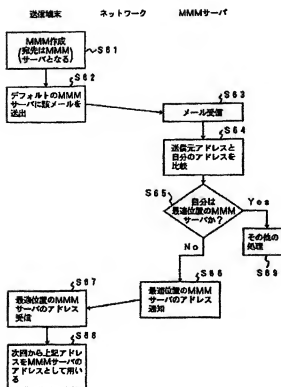 送信端末 ネットワーク MMMサーバ
MMM作成
(宛先はMMM
サーバとなる)
S61
S62
デフォルトのMMM
サーバに該メールを
送出
S63
メール受信
S64
送信元アドレスと
自分のアドレスを
比較
S65
自分は
最適位置のMMM
サーバか?
Yes
No
その他の
処理
S69
S66
最適位置のMMM
サーバのアドレス
通知
S67
最適位置のMMM
サーバのアドレス
受信
S68
次回から上記アドレ
スをMMMサーバの
アドレスとして用い
る